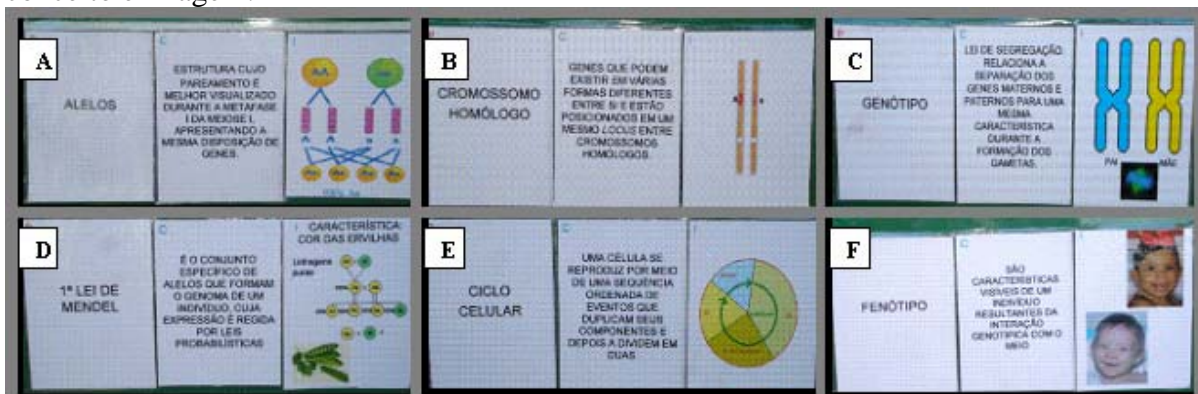 A
ALELOS
ESTRUTURA CUJO
PAREAMENTO É
MELHOR VISUALIZADO
DURANTE A METAFASE
I DA MEIOSE I,
APRESENTANDO A
MESMA DISPOSIÇÃO DE
GENES.
B
CROMOSSOMO
HOMÓLOGO
GENES QUE PODEM
EXISTIR EM VÁRIAS
FORMAS DIFERENTES
ENTRE SI E ESTÃO
POSICIONADOS EM UM
MESMO LOCUS ENTRE
CROMOSSOMOS
HOMÓLOGOS.
C
GENÓTIPO
LEI DE SEGREGAÇÃO
RELACIONA A
SEPARAÇÃO DOS
GENES MATERNOS E
PATERNOS PARA UMA
MESMA
CARACTERÍSTICA
DURANTE A
FORMAÇÃO DOS
GAMETAS.
PAI
MÃE
D
1ª LEI DE
MENDEL
É O CONJUNTO
ESPECÍFICO DE
ALELOS QUE FORMAM
O GENOMA DE UM
INDIVÍDUO, CUJA
EXPRESSÃO É REGIDA
POR LEIS
PROBABILÍSTICAS
CARACTERÍSTICA:
COR DAS ERVILHAS
Linhagens
puras
E
CICLO
CELULAR
UMA CÉLULA SE
REPRODUZ POR MEIO
DE UMA SEQUÊNCIA
ORDENADA DE
EVENTOS QUE
DUPLICAM SEUS
COMPONENTES E
DEPOIS A DIVIDEM EM
DUAS
F
FENÓTIPO
SÃO
CARACTERÍSTICAS
VISÍVEIS DE UM
INDIVÍDUO
RESULTANTES DA
INTERAÇÃO
GENOTÍPICA COM O
MEIO